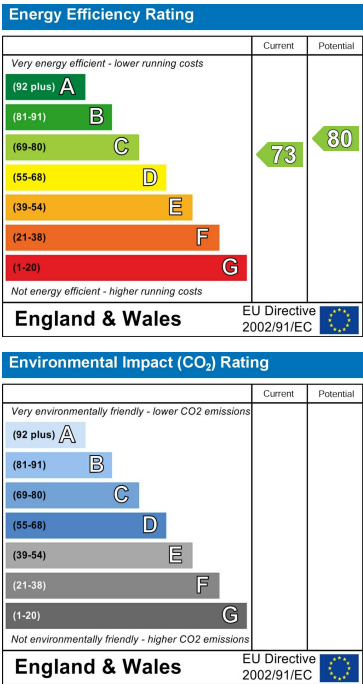 Energy Efficiency Rating
Current Potential
Very energy efficient - lower running costs
(92 plus) A
(81-91) B
(69-80) C
73 80
(55-68) D
(39-54) E
(21-38) F
(1-20) G
Not energy efficient - higher running costs
England & Wales
EU Directive
2002/91/EC
Environmental Impact (CO₂) Rating
Current Potential
Very environmentally friendly - lower CO2 emissions
(92 plus) A
(81-91) B
(69-80) C
(55-68) D
(39-54) E
(21-38) F
(1-20) G
Not environmentally friendly - higher CO2 emissions
England & Wales
EU Directive
2002/91/EC